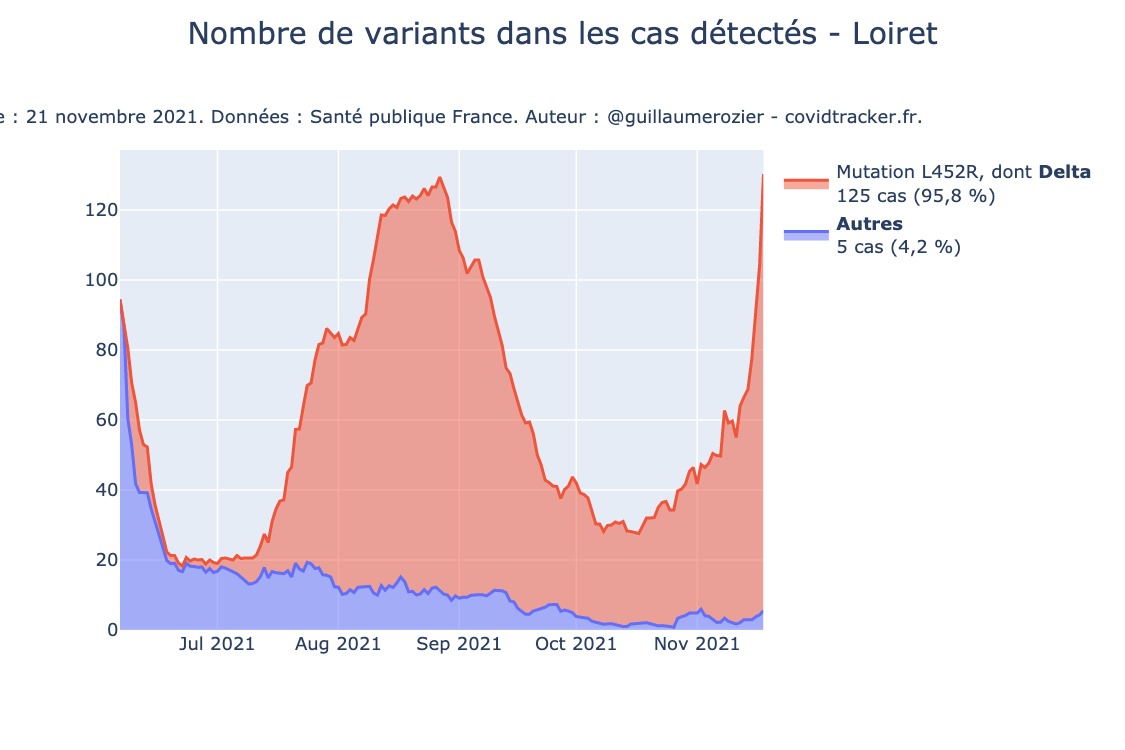 Nombre de variants dans les cas détectés - Loiret
: 21 novembre 2021. Données : Santé publique France. Auteur : @guillaumerozier - covidtracker.fr.
Mutation L452R, dont Delta
125 cas (95,8 %)
Autres
5 cas (4,2 %)
120
100
80
60
40
20
0
Jul 2021 Aug 2021 Sep 2021 Oct 2021 Nov 2021